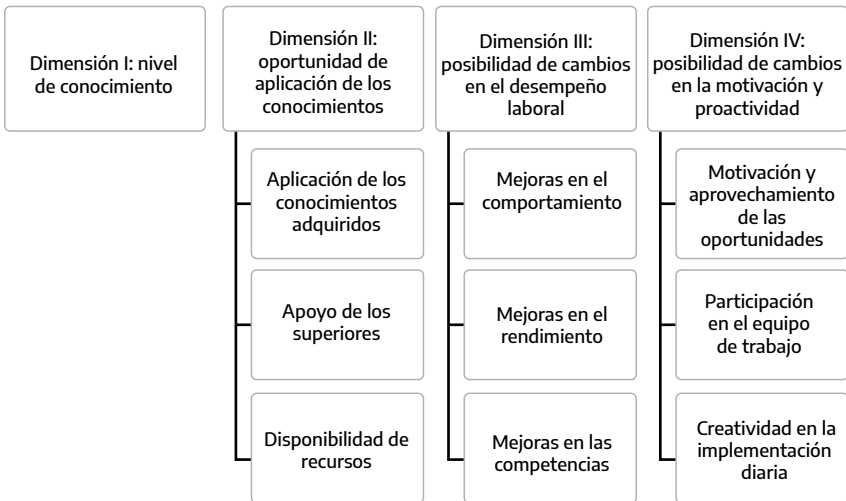 Dimensión I: nivel
de conocimiento
Dimensión II:
oportunidad de
aplicación de los
conocimientos
Dimensión III:
posibilidad de cambios
en el desempeño
laboral
Dimensión IV:
posibilidad de cambios
en la motivación y
proactividad
Aplicación de los
conocimientos
adquiridos
Mejoras en el
comportamiento
Motivación y
aprovechamiento
de las
oportunidades
Apoyo de los
superiores
Mejoras en el
rendimiento
Participación
en el equipo
de trabajo
Disponibilidad de
recursos
Mejoras en las
competencias
Creatividad en la
implementación
diaria